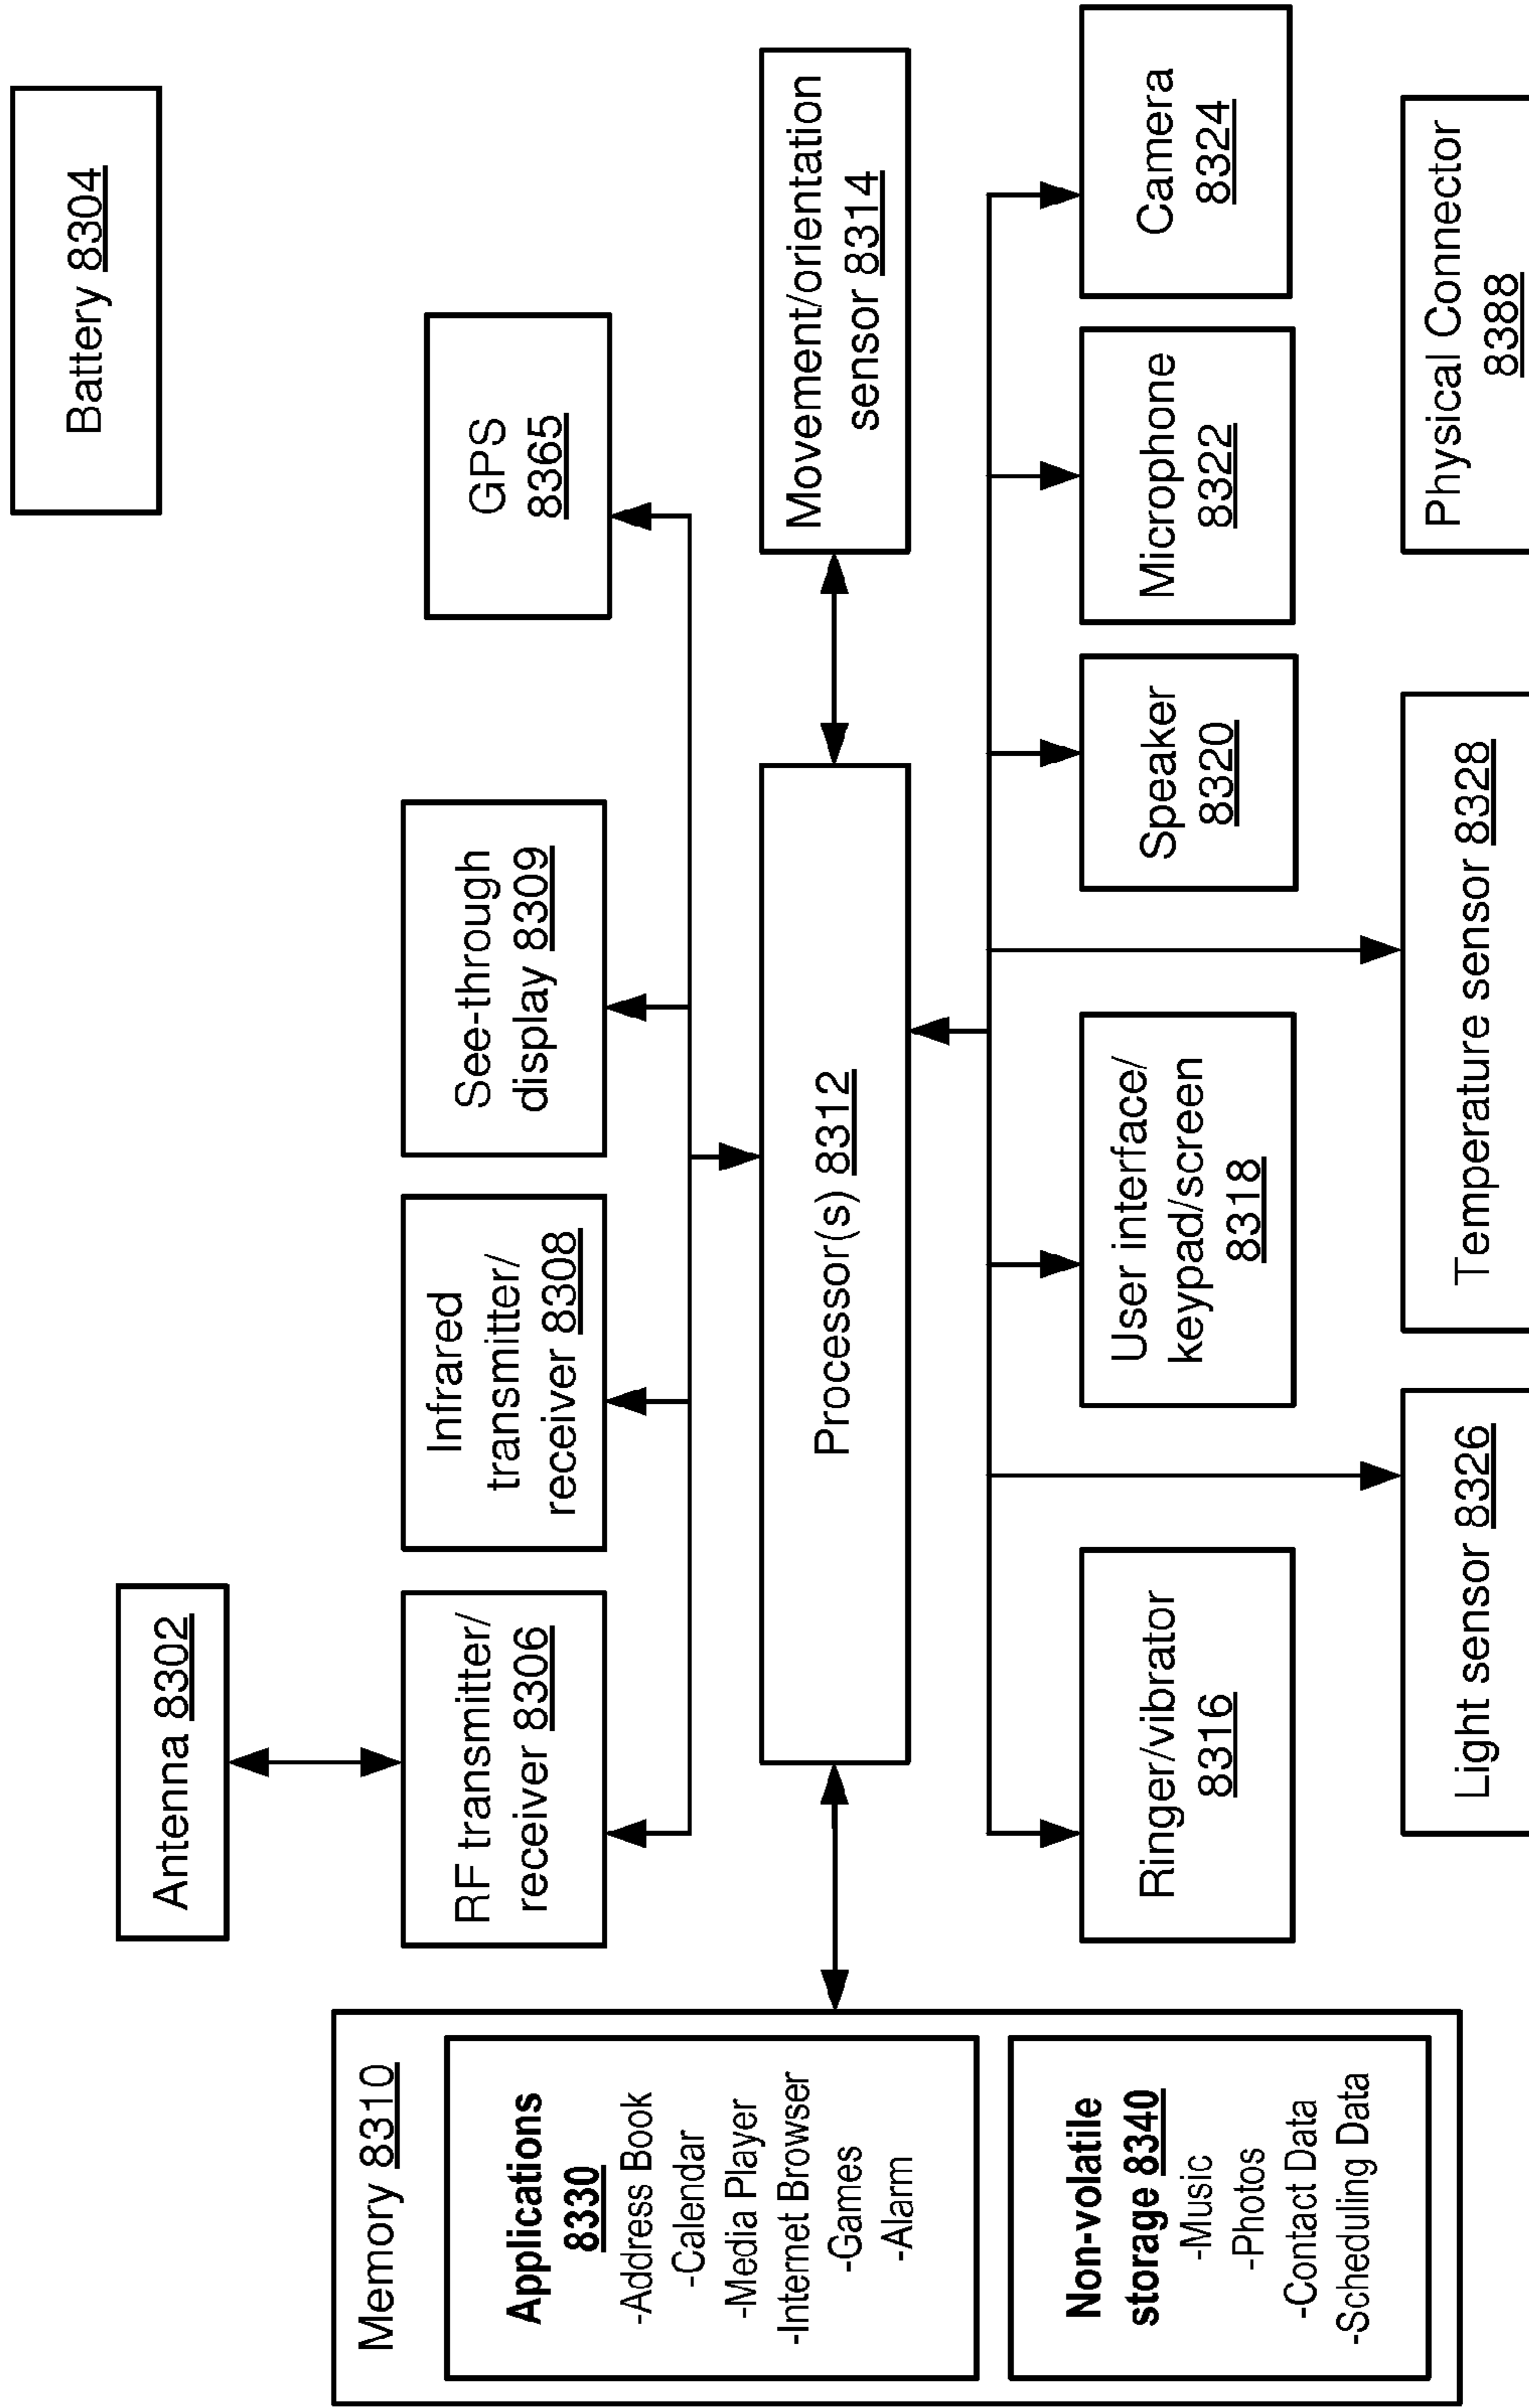 Battery 8304
Antenna 8302
RF transmitter/
receiver 8306
Infrared
transmitter/
receiver 8308
See-through
display 8309
GPS
8365
Memory 8310
Applications
8330
-Address Book
-Calendar
-Media Player
-Internet Browser
-Games
-Alarm
Non-volatile
storage 8340
-Music
-Photos
-Contact Data
-Scheduling Data
Processor(s) 8312
Movement/orientation
sensor 8314
Ringer/vibrator
8316
User interface/
keypad/screen
8318
Speaker
8320
Microphone
8322
Camera
8324
Light sensor 8326
Temperature sensor 8328
Physical Connector
8388